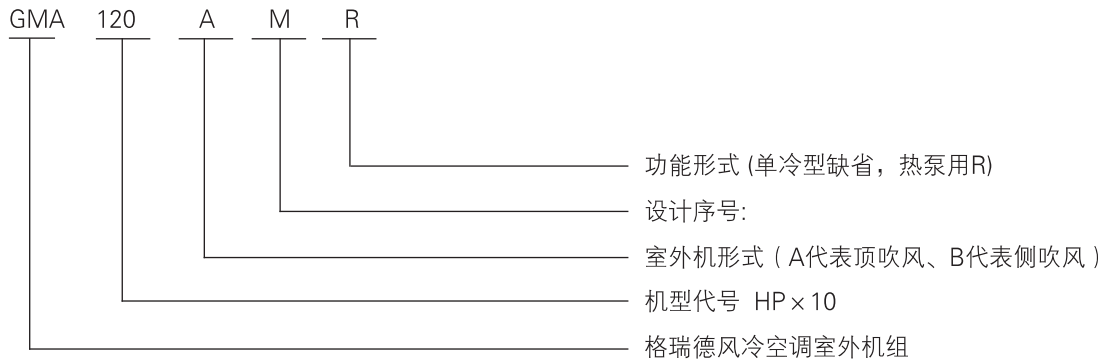 GMA 120 A M R
功能形式 (单冷型缺省，热泵用R)
设计序号:
室外机形式 ( A代表顶吹风、B代表侧吹风 )
机型代号 HP×10
格瑞德风冷空调室外机组